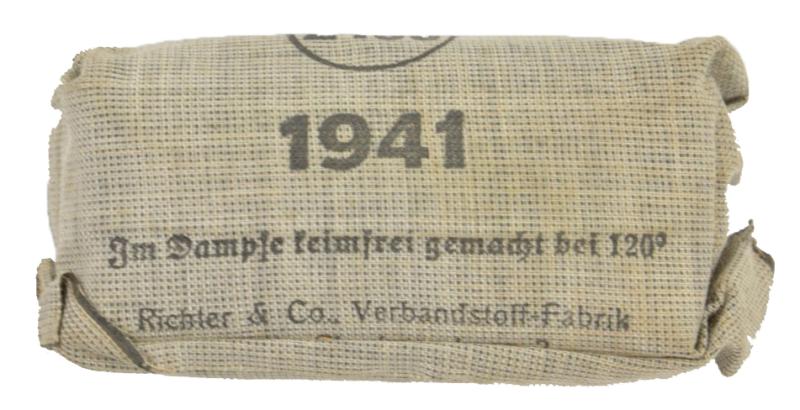 1941
Im Dampfe keimfrei gemacht bei 120°
Richter & Co., Verbandstoff-Fabrik